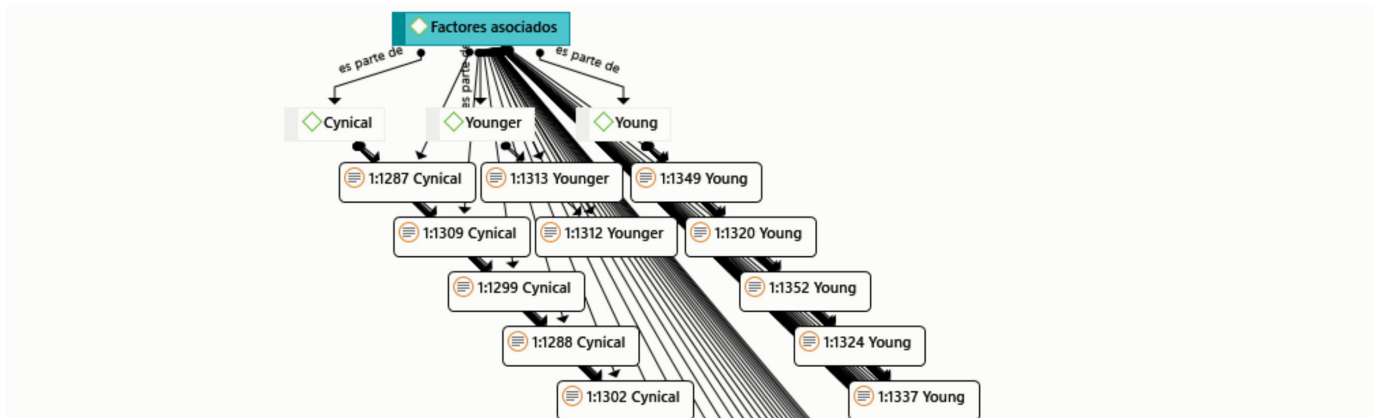 Factores asociados
es parte de
es parte de
es parte de
Cynical
Younger
Young
1:1287 Cynical
1:1313 Younger
1:1349 Young
1:1309 Cynical
1:1312 Younger
1:1320 Young
1:1299 Cynical
1:1352 Young
1:1288 Cynical
1:1324 Young
1:1302 Cynical
1:1337 Young